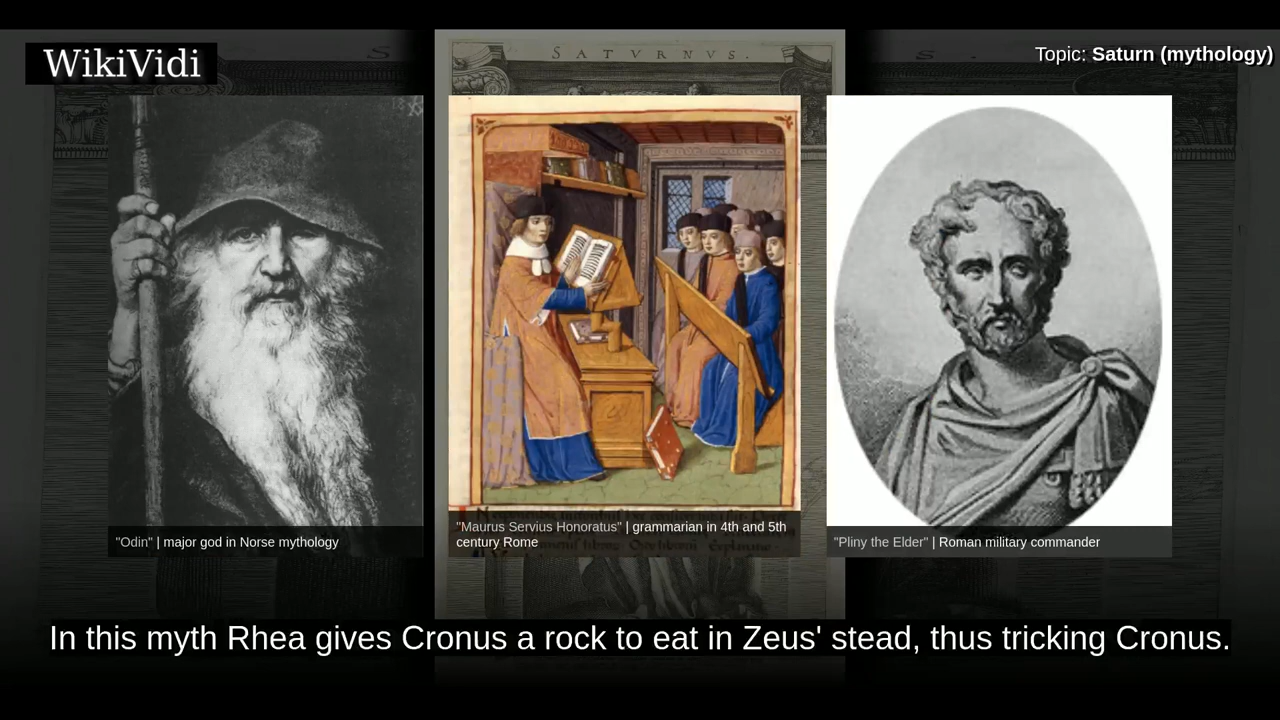 WikiVidi
Topic: Saturn (mythology)
SATVRNVS.
S .
"Odin" | major god in Norse mythology
"Maurus Servius Honoratus" | grammarian in 4th and 5th
century Rome
"Pliny the Elder" | Roman military commander
In this myth Rhea gives Cronus a rock to eat in Zeus' stead, thus tricking Cronus.